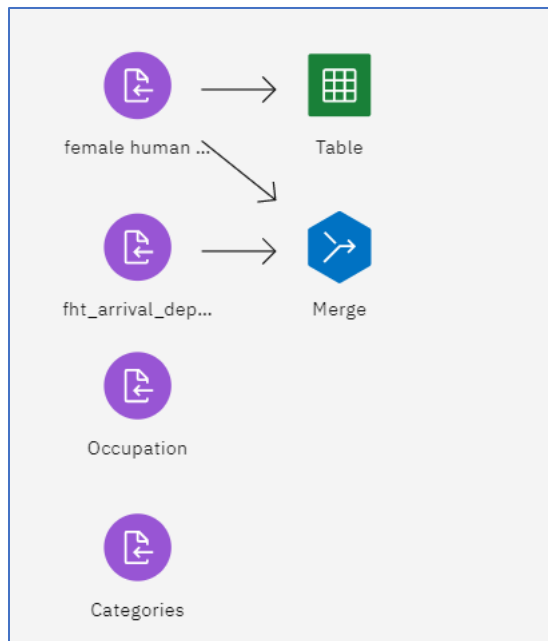 female human ...
Table
fht_arrival_dep...
Merge
Occupation
Categories